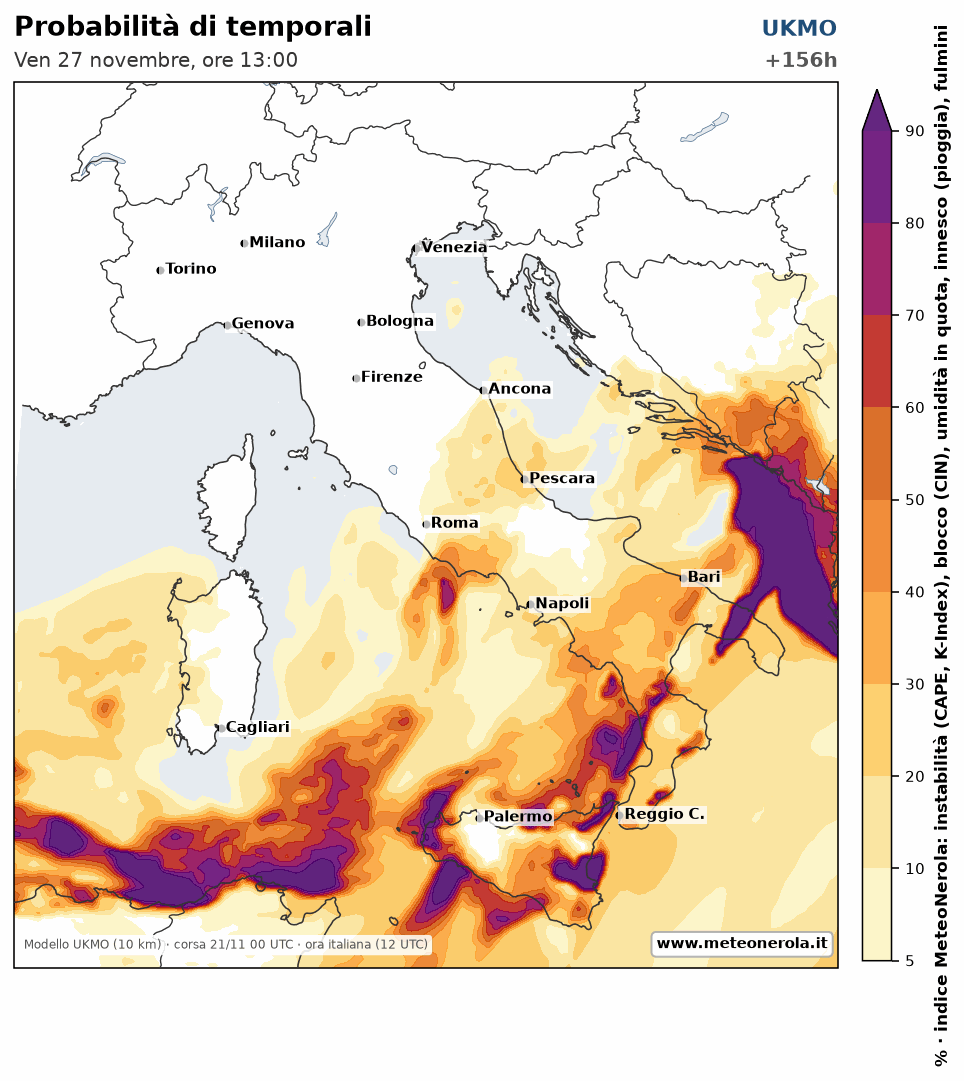 Probabilità di temporali
UKMO
Ven 27 novembre, ore 13:00
+156h
Milano
Venezia
Torino
Genova
Bologna
Firenze
Ancona
Pescara
Roma
Bari
Napoli
Cagliari
Palermo
Reggio C.
Modello UKMO (10 km) · corsa 21/11 00 UTC · ora italiana (12 UTC)
www.meteonerola.it
90
80
70
60
50
40
30
20
10
5
% · indice MeteoNerola: instabilità (CAPE, K-Index), blocco (CIN), umidità in quota, innesco (pioggia), fulmini